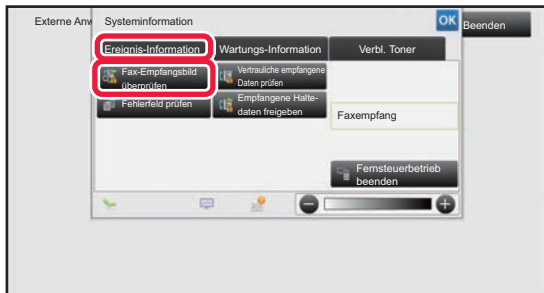 Externe Anw
Systeminformation
OK
Beenden
Ereignis-Information
Wartungs-Information
Verbl. Toner
Fax-Empfangsbild
überprüfen
Vertrauliche empfangene
Daten prüfen
Fehlerfeld prüfen
Empfangene Halte-
daten freigeben
Faxempfang
Fernsteuerbetrieb
beenden